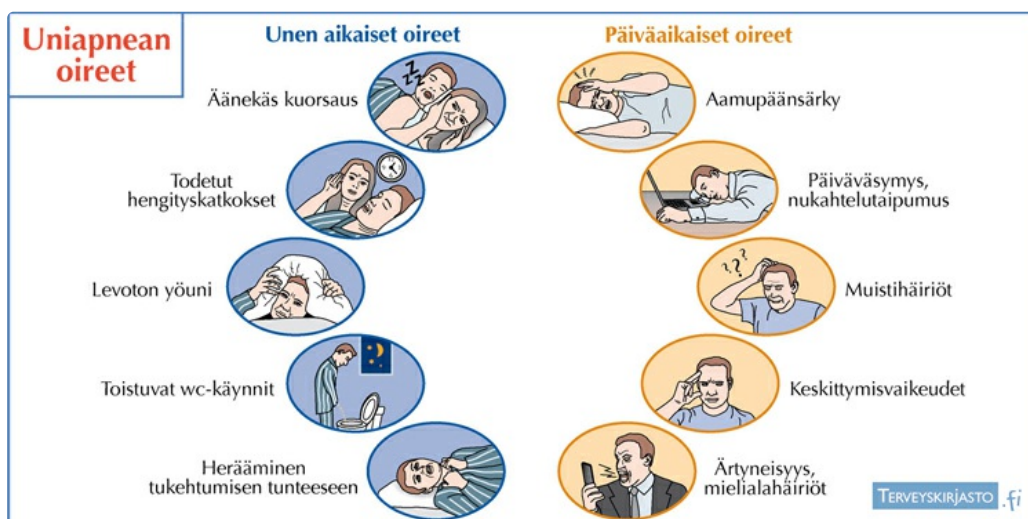 Uniapnean
oireet
Unen aikaiset oireet
Äänekäs kuorsaus
zzz
Todetut
hengityskatkokset
Levoton yöuni
Toistuvat wc-käynnit
Herääminen
tukehtumisen tunteeseen
Päiväaikaiset oireet
Aamupäänsärky
Päiväväsymys,
nukahtelutaipumus
???
Muistihäiriöt
Keskittymisvaikeudet
Ärtyneisyys,
mielialahäiriöt
TERVEYSKIRJASTO.fi